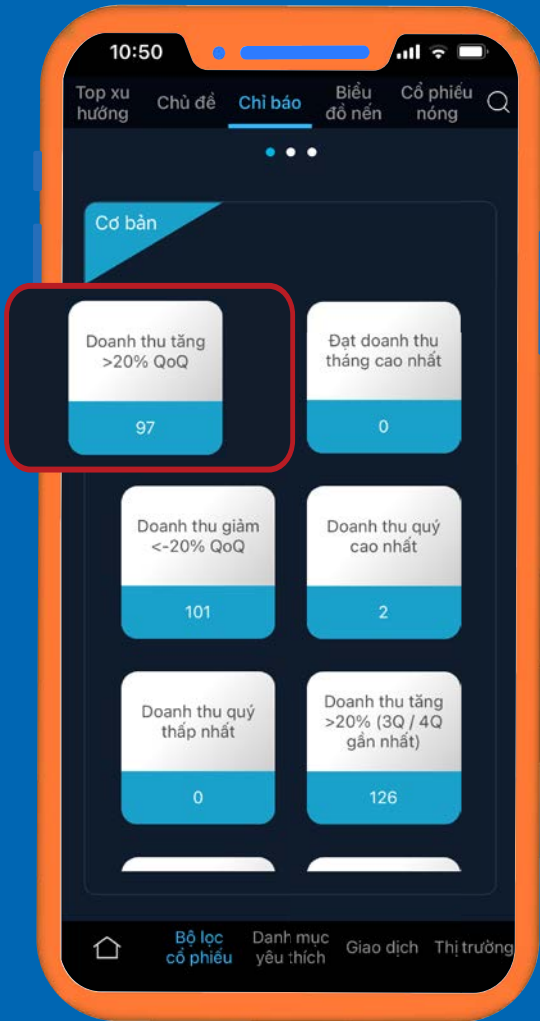 10:50
Top xu
hướng
Chủ đề
Chỉ báo
Biểu
đồ nến
Cổ phiếu
nóng
Cơ bản
Doanh thu tăng
>20% QoQ
97
Đạt doanh thu
tháng cao nhất
0
Doanh thu giảm
<-20% QoQ
101
Doanh thu quý
cao nhất
2
Doanh thu quý
thấp nhất
0
Doanh thu tăng
>20% (3Q / 4Q
gần nhất)
126
Bộ lọc
cổ phiếu
Danh mục
yêu thích
Giao dịch
Thị trường